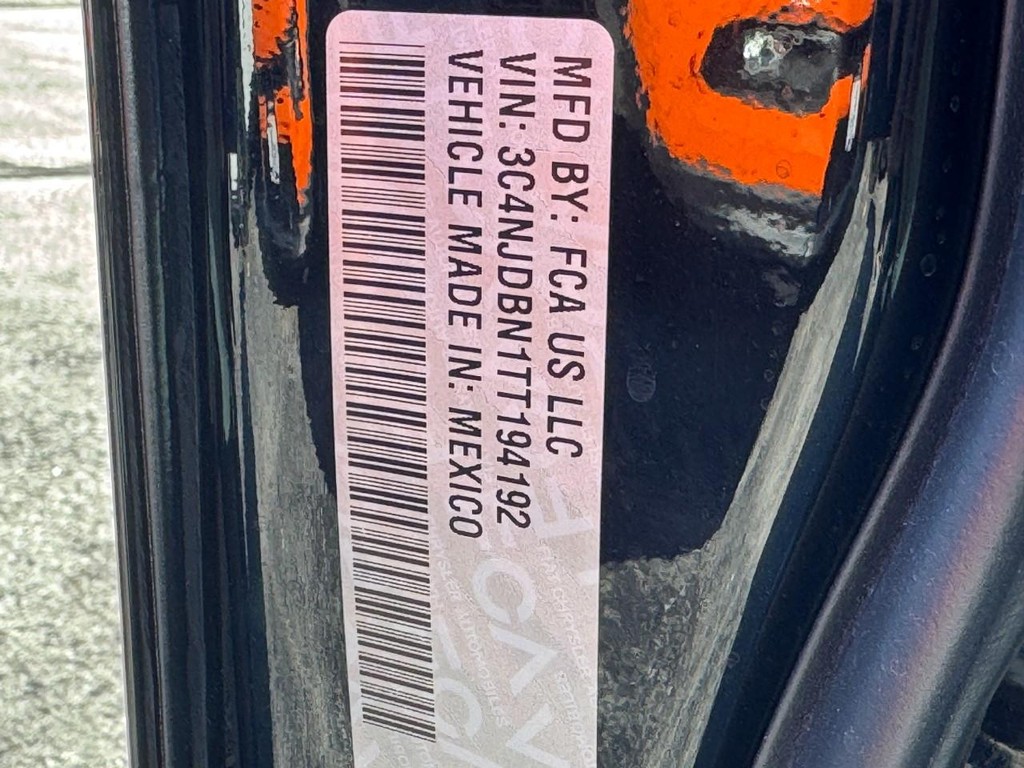 MFD BY: FCA US LLC
VIN: 3C4NJDBN1TT194192
VEHICLE MADE IN: MEXICO